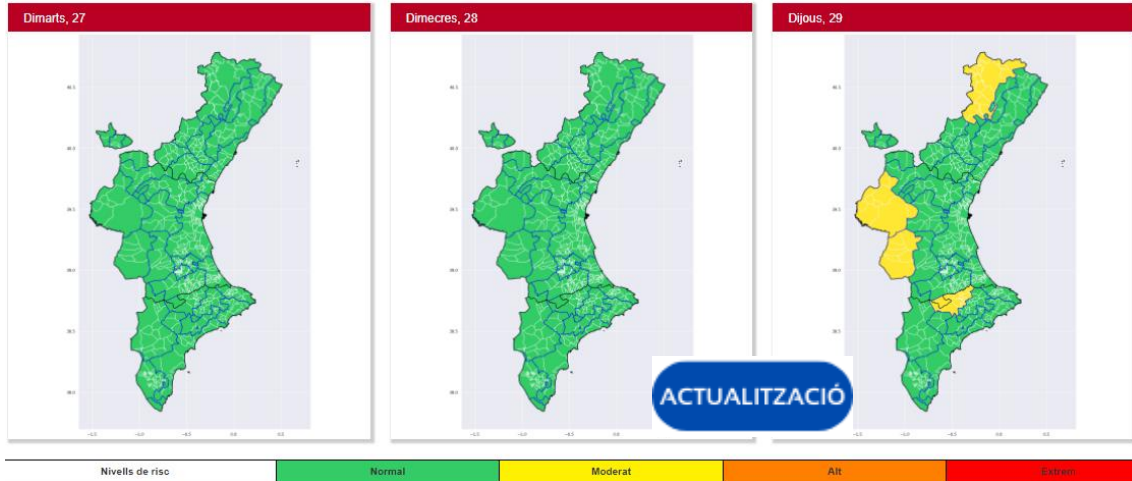 Dimarts, 27
Dimecres, 28
Dijous, 29
ACTUALITZACIÓ
Nivells de risc
Normal
Moderat
Alt
Extrem